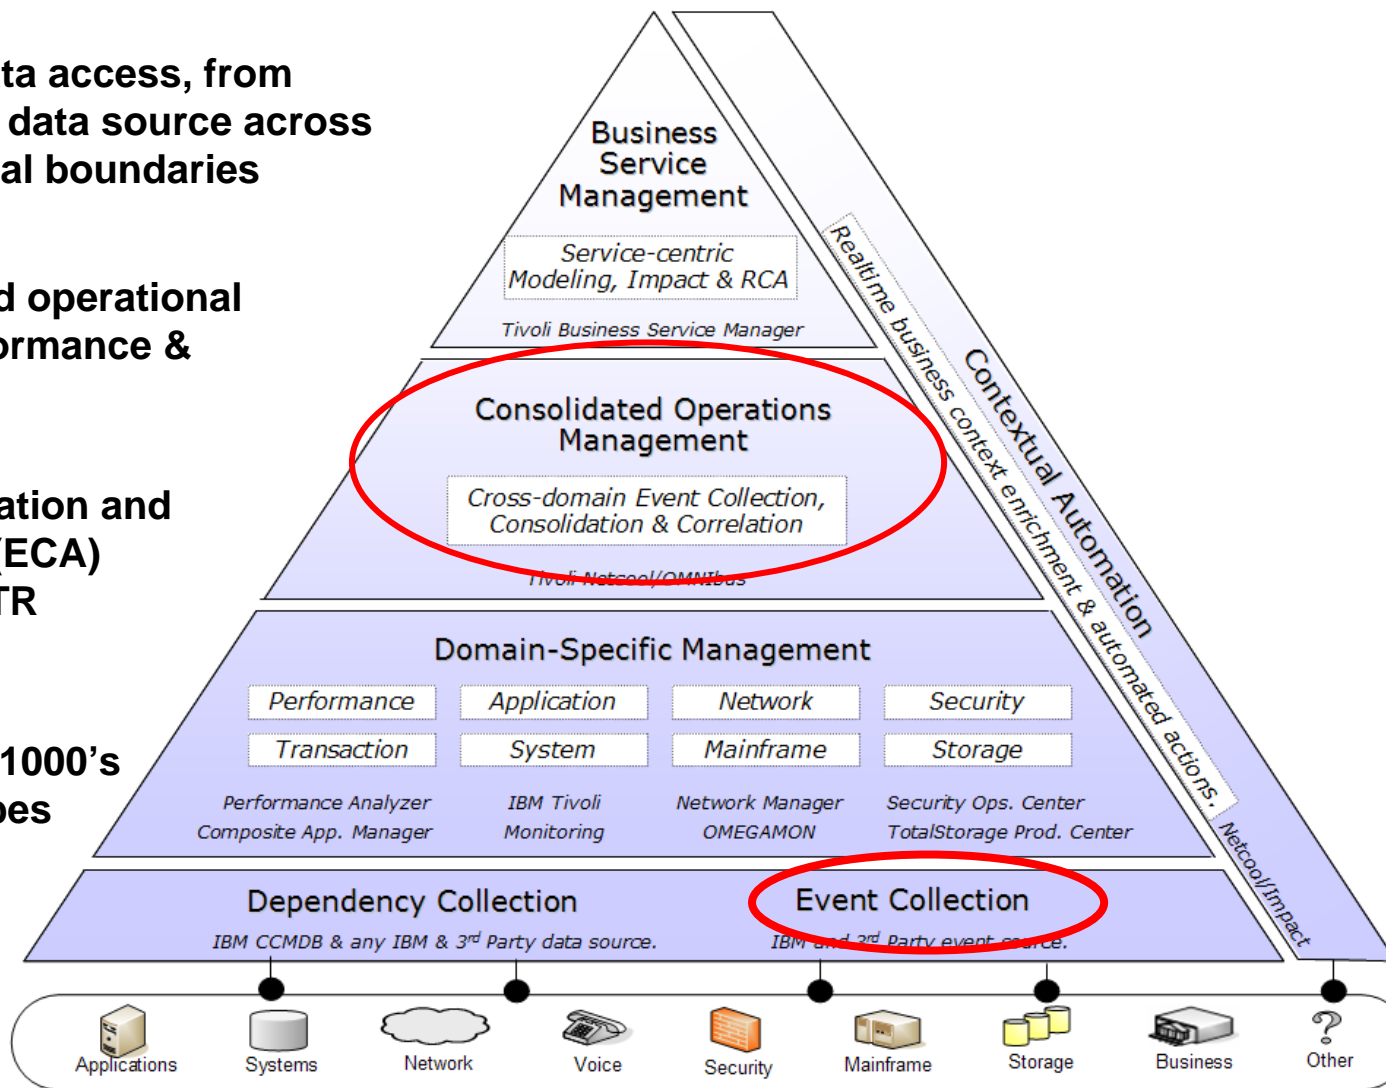 ta access, from
data source across
al boundaries
d operational
ormance &
ation and
(ECA)
TR
1000's
pes
Business
Service
Management
Service-centric
Modeling, Impact & RCA
Tivoli Business Service Manager
Consolidated Operations
Management
Cross-domain Event Collection,
Consolidation & Correlation
Tivoli Netcool/OMNIbus
Domain-Specific Management
Performance Application Network Security
Transaction System Mainframe Storage
Performance Analyzer IBM Tivoli Network Manager Security Ops. Center
Composite App. Manager Monitoring OMEGAMON TotalStorage Prod. Center
Dependency Collection
IBM CCMDB & any IBM & 3rd Party data source.
Event Collection
IBM and 3rd Party event source.
Contextual Automation
Realtime business context enrichment & automated actions.
Netcool/Impact
Applications Systems Network Voice Security Mainframe Storage Business Other